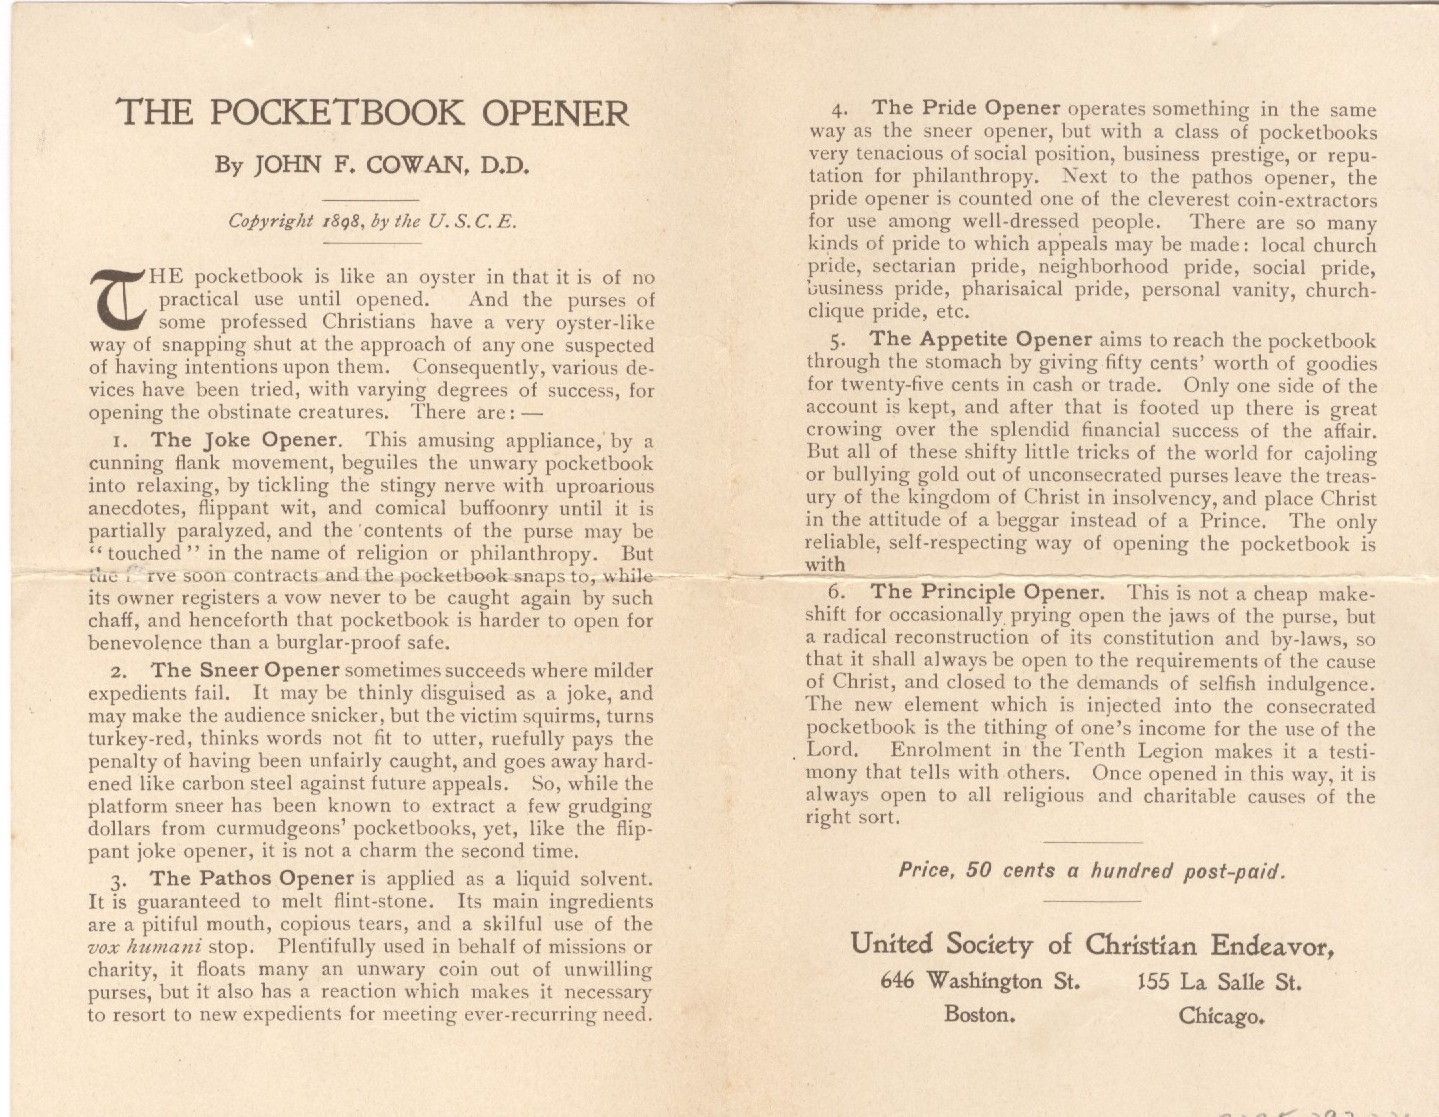 THE POCKETBOOK OPENER
By JOHN F. COWAN, D.D.
Copyright 1898, by the U. S. C. E.
THE pocketbook is like an oyster in that it is of no
practical use until opened. And the purses of
some professed Christians have a very oyster-like
way of snapping shut at the approach of any one suspected
of having intentions upon them. Consequently, various de-
vices have been tried, with varying degrees of success, for
opening the obstinate creatures. There are: —
1. The Joke Opener. This amusing appliance, by a
cunning flank movement, beguiles the unwary pocketbook
into relaxing, by tickling the stingy nerve with uproarious
anecdotes, flippant wit, and comical buffoonry until it is
partially paralyzed, and the contents of the purse may be
“touched” in the name of religion or philanthropy. But
the rve soon contracts and the pocketbook snaps to, while
its owner registers a vow never to be caught again by such
chaff, and henceforth that pocketbook is harder to open for
benevolence than a burglar-proof safe.
2. The Sneer Opener sometimes succeeds where milder
expedients fail. It may be thinly disguised as a joke, and
may make the audience snicker, but the victim squirms, turns
turkey-red, thinks words not fit to utter, ruefully pays the
penalty of having been unfairly caught, and goes away hard-
ened like carbon steel against future appeals. So, while the
platform sneer has been known to extract a few grudging
dollars from curmudgeons’ pocketbooks, yet, like the flip-
pant joke opener, it is not a charm the second time.
3. The Pathos Opener is applied as a liquid solvent.
It is guaranteed to melt flint-stone. Its main ingredients
are a pitiful mouth, copious tears, and a skilful use of the
vox humani stop. Plentifully used in behalf of missions or
charity, it floats many an unwary coin out of unwilling
purses, but it also has a reaction which makes it necessary
to resort to new expedients for meeting ever-recurring need.
4. The Pride Opener operates something in the same
way as the sneer opener, but with a class of pocketbooks
very tenacious of social position, business prestige, or repu-
tation for philanthropy. Next to the pathos opener, the
pride opener is counted one of the cleverest coin-extractors
for use among well-dressed people. There are so many
kinds of pride to which appeals may be made: local church
pride, sectarian pride, neighborhood pride, social pride,
business pride, pharisaical pride, personal vanity, church-
clique pride, etc.
5. The Appetite Opener aims to reach the pocketbook
through the stomach by giving fifty cents’ worth of goodies
for twenty-five cents in cash or trade. Only one side of the
account is kept, and after that is footed up there is great
crowing over the splendid financial success of the affair.
But all of these shifty little tricks of the world for cajoling
or bullying gold out of unconsecrated purses leave the treas-
ury of the kingdom of Christ in insolvency, and place Christ
in the attitude of a beggar instead of a Prince. The only
reliable, self-respecting way of opening the pocketbook is
with
6. The Principle Opener. This is not a cheap make-
shift for occasionally prying open the jaws of the purse, but
a radical reconstruction of its constitution and by-laws, so
that it shall always be open to the requirements of the cause
of Christ, and closed to the demands of selfish indulgence.
The new element which is injected into the consecrated
pocketbook is the tithing of one’s income for the use of the
Lord. Enrolment in the Tenth Legion makes it a testi-
mony that tells with others. Once opened in this way, it is
always open to all religious and charitable causes of the
right sort.
Price, 50 cents a hundred post-paid.
United Society of Christian Endeavor,
646 Washington St. 155 La Salle St.
Boston. Chicago.